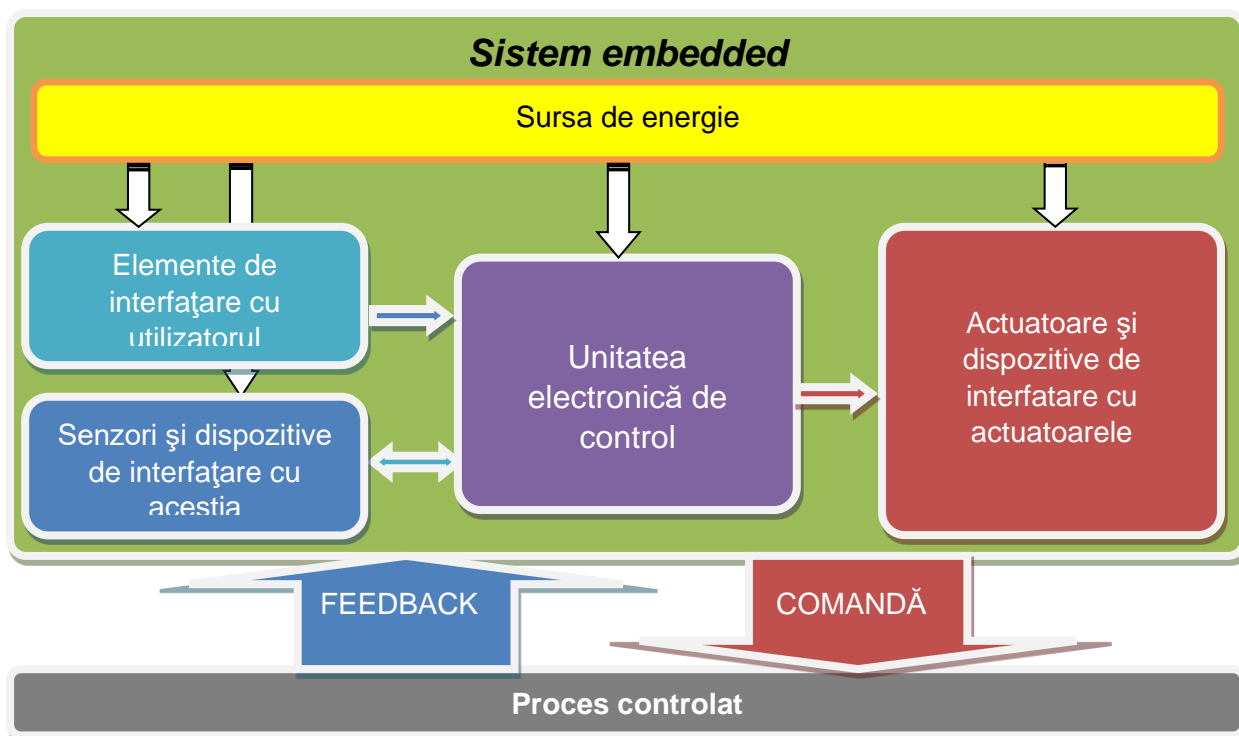 Sistem embedded
Sursa de energie
Elemente de
interfaţare cu
utilizatorul
Senzori şi dispozitive
de interfaţare cu
acestia
Unitatea
electronică de
control
Actuatoare şi
dispozitive de
interfatare cu
actuatoarele
FEEDBACK
COMANDĂ
Proces controlat